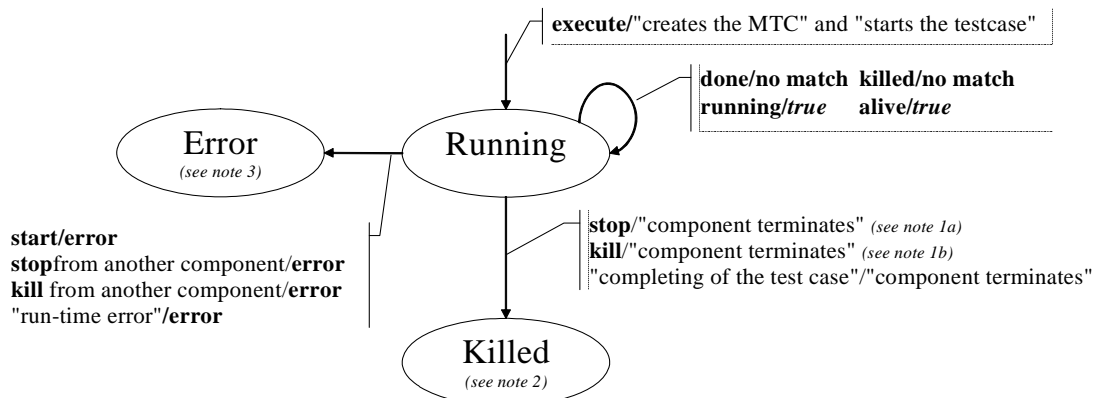 execute/"creates the MTC" and "starts the testcase"
done/no match killed/no match
running/true alive/true
Error
(see note 3)
Running
start/error
stopfrom another component/error
kill from another component/error
"run-time error"/error
stop/"component terminates" (see note 1a)
kill/"component terminates" (see note 1b)
"completing of the test case"/"component terminates"
Killed
(see note 2)